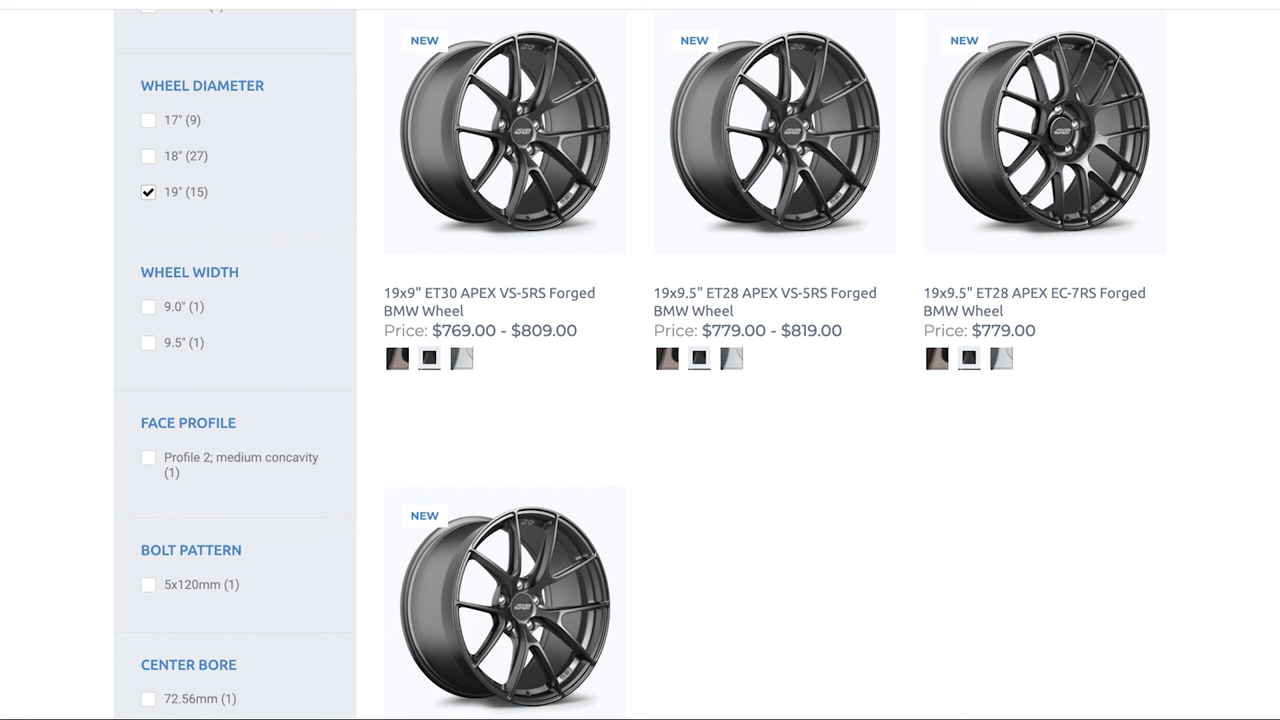 WHEEL DIAMETER
17" (9)
18" (27)
19" (15)
WHEEL WIDTH
9.0" (1)
9.5" (1)
FACE PROFILE
Profile 2; medium concavity
(1)
BOLT PATTERN
5x120mm (1)
CENTER BORE
72.56mm (1)
NEW
19x9" ET30 APEX VS-5RS Forged
BMW Wheel
Price: $769.00 - $809.00
NEW
19x9.5" ET28 APEX VS-5RS Forged
BMW Wheel
Price: $779.00 - $819.00
NEW
19x9.5" ET28 APEX EC-7RS Forged
BMW Wheel
Price: $779.00
NEW